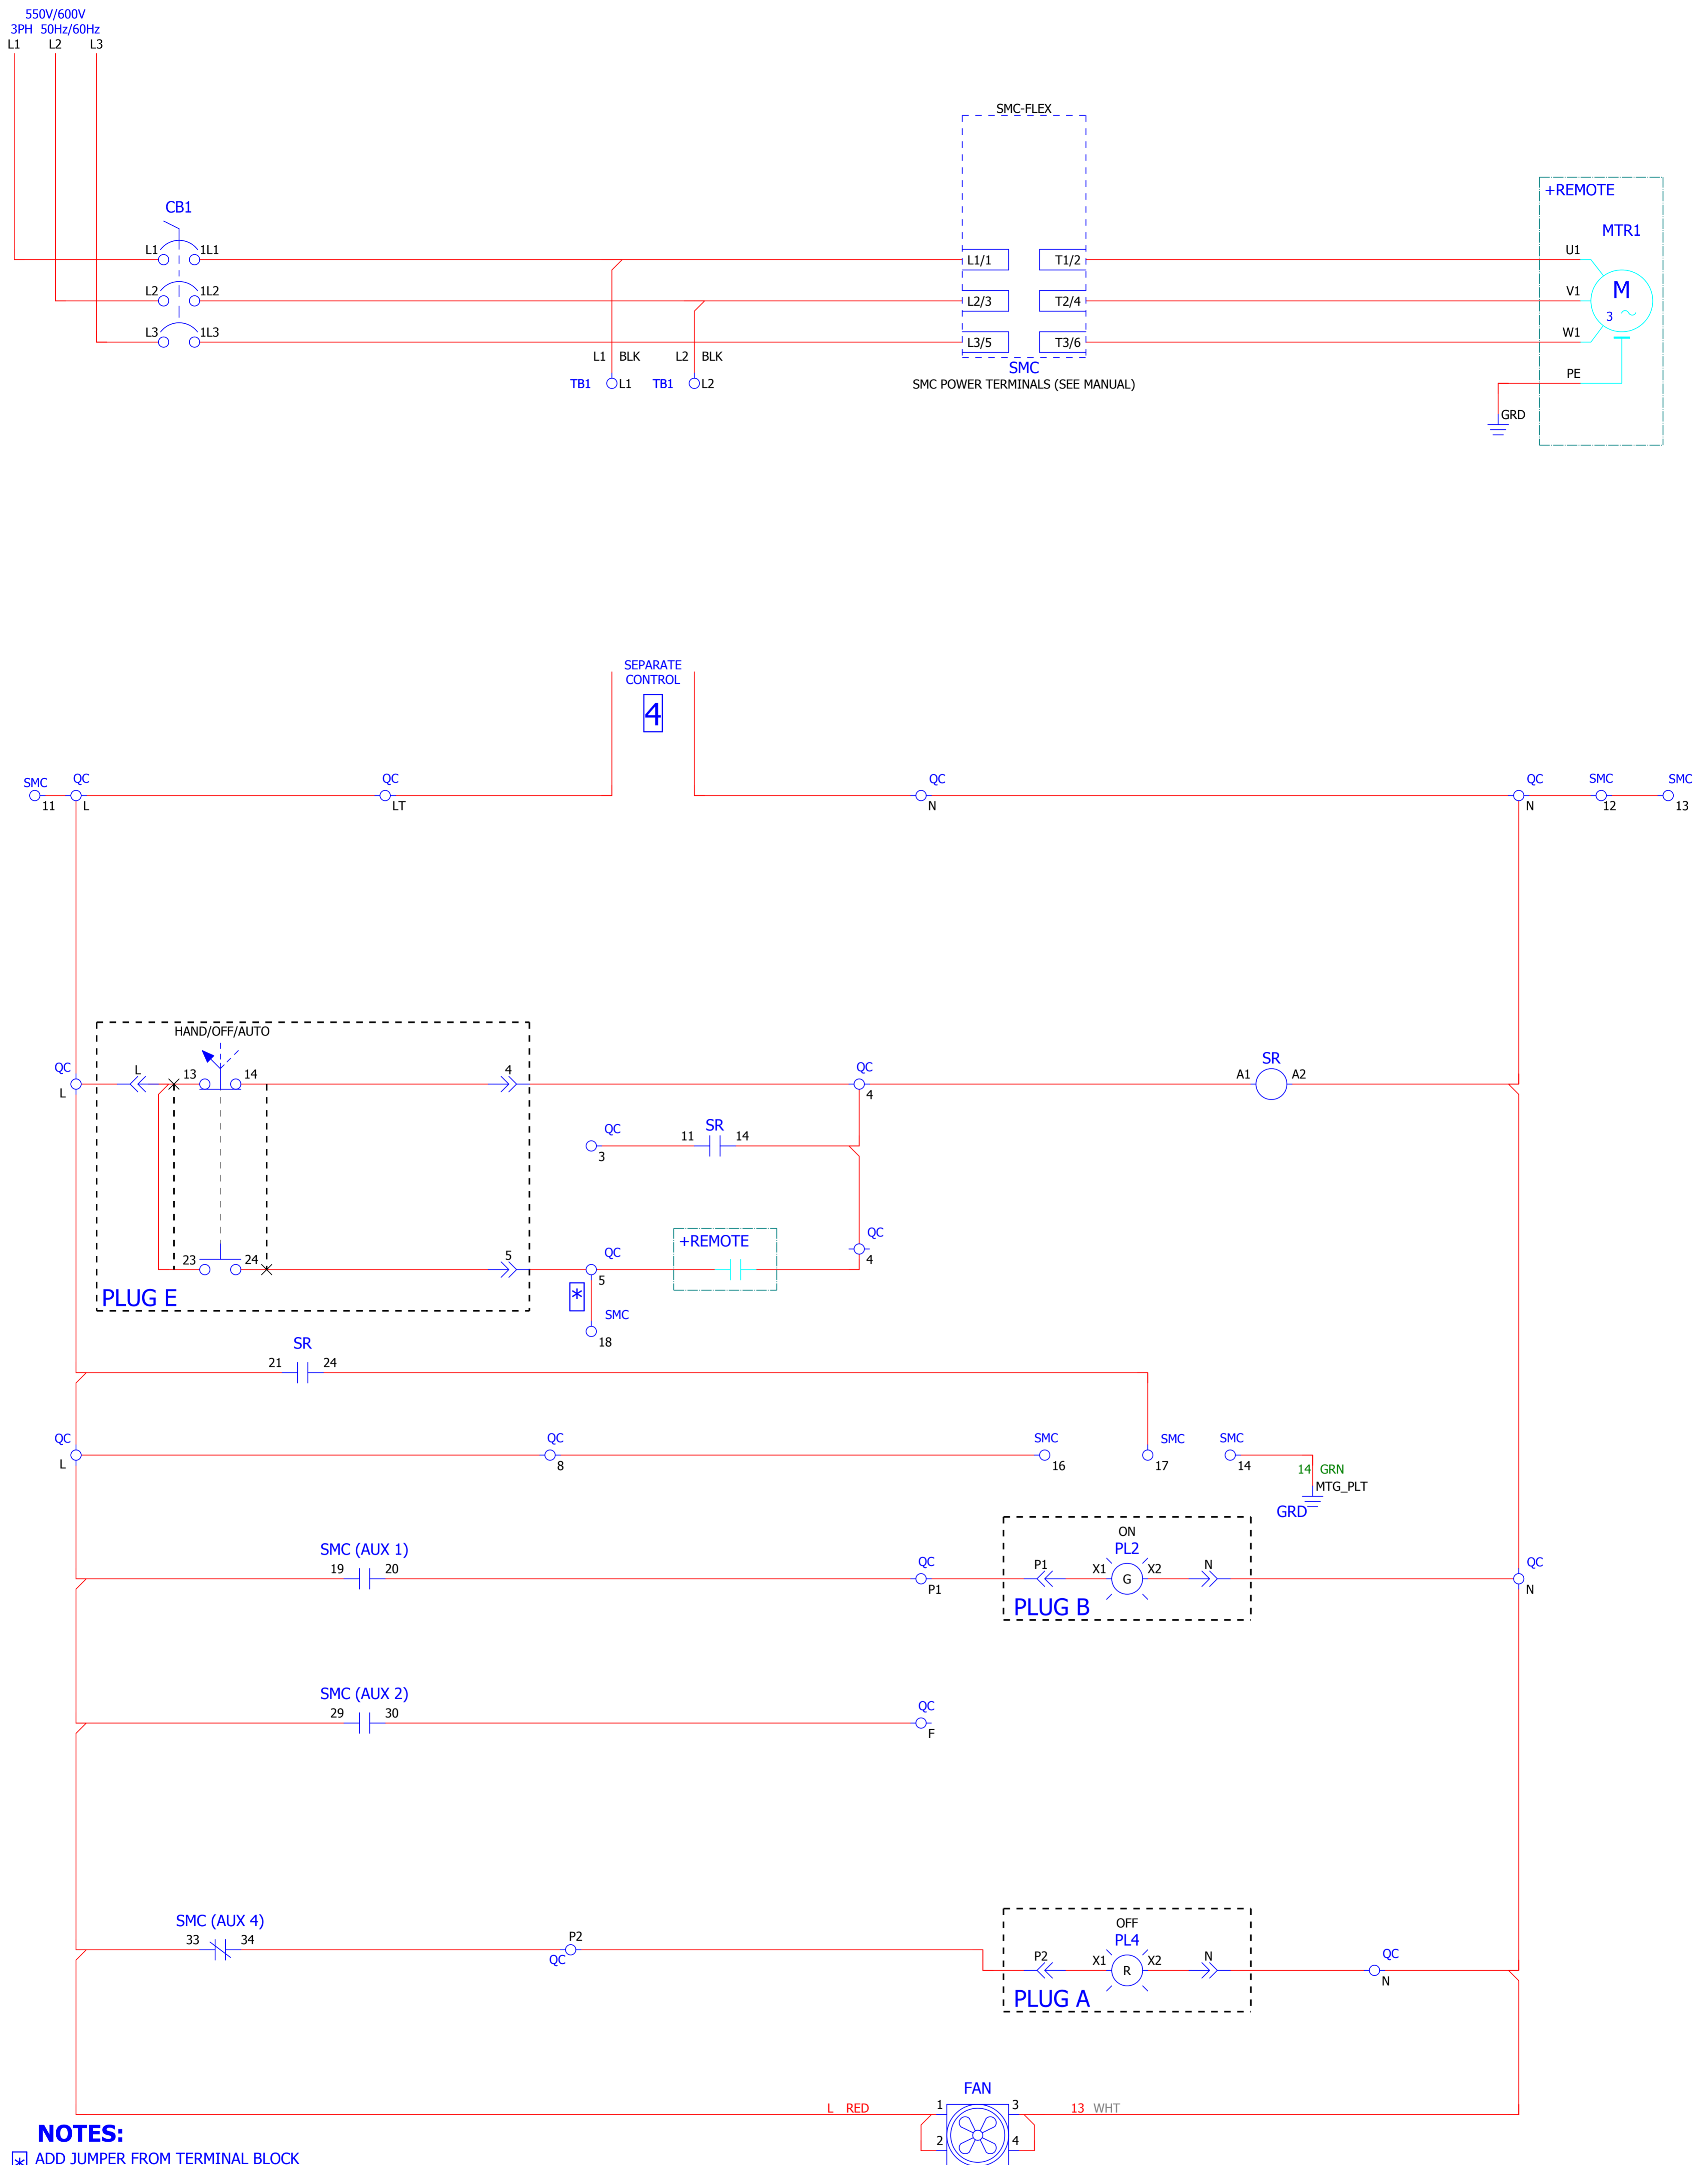 550V/600V
3PH 50Hz/60Hz
L1 L2 L3
SMC-FLEX
+REMOTE
CB1
MTR1
L1 1L1 L1/1 T1/2 U1
L2 1L2 L2/3 T2/4 V1
M
3
L3 1L3 L3/5 T3/6 W1
L1 BLK L2 BLK
SMC
PE
TB1 L1 TB1 L2
SMC POWER TERMINALS (SEE MANUAL)
GRD
SEPARATE
CONTROL
4
SMC QC QC QC QC SMC SMC
11 L LT N N 12 13
HAND/OFF/AUTO
QC L 13 14 4 QC SR
A1 A2
L 4
QC 11 SR 14
3
+REMOTE QC
23 24 5 QC
5 4
PLUG E
*
SMC
18
SR
21 24
QC QC SMC SMC SMC
L 8 16 17 14
14 GRN
MTG_PLT
GRD
ON
SMC (AUX 1) PL2
19 20 QC P1 X1 G X2 N QC
P1 N
PLUG B
SMC (AUX 2)
29 30 QC
F
SMC (AUX 4) OFF
33 34 P2 PL4
QC P2 X1 R X2 N QC
N
PLUG A
FAN
L RED 1 3 13 WHT
NOTES:
2 4
* ADD JUMPER FROM TERMINAL BLOCK